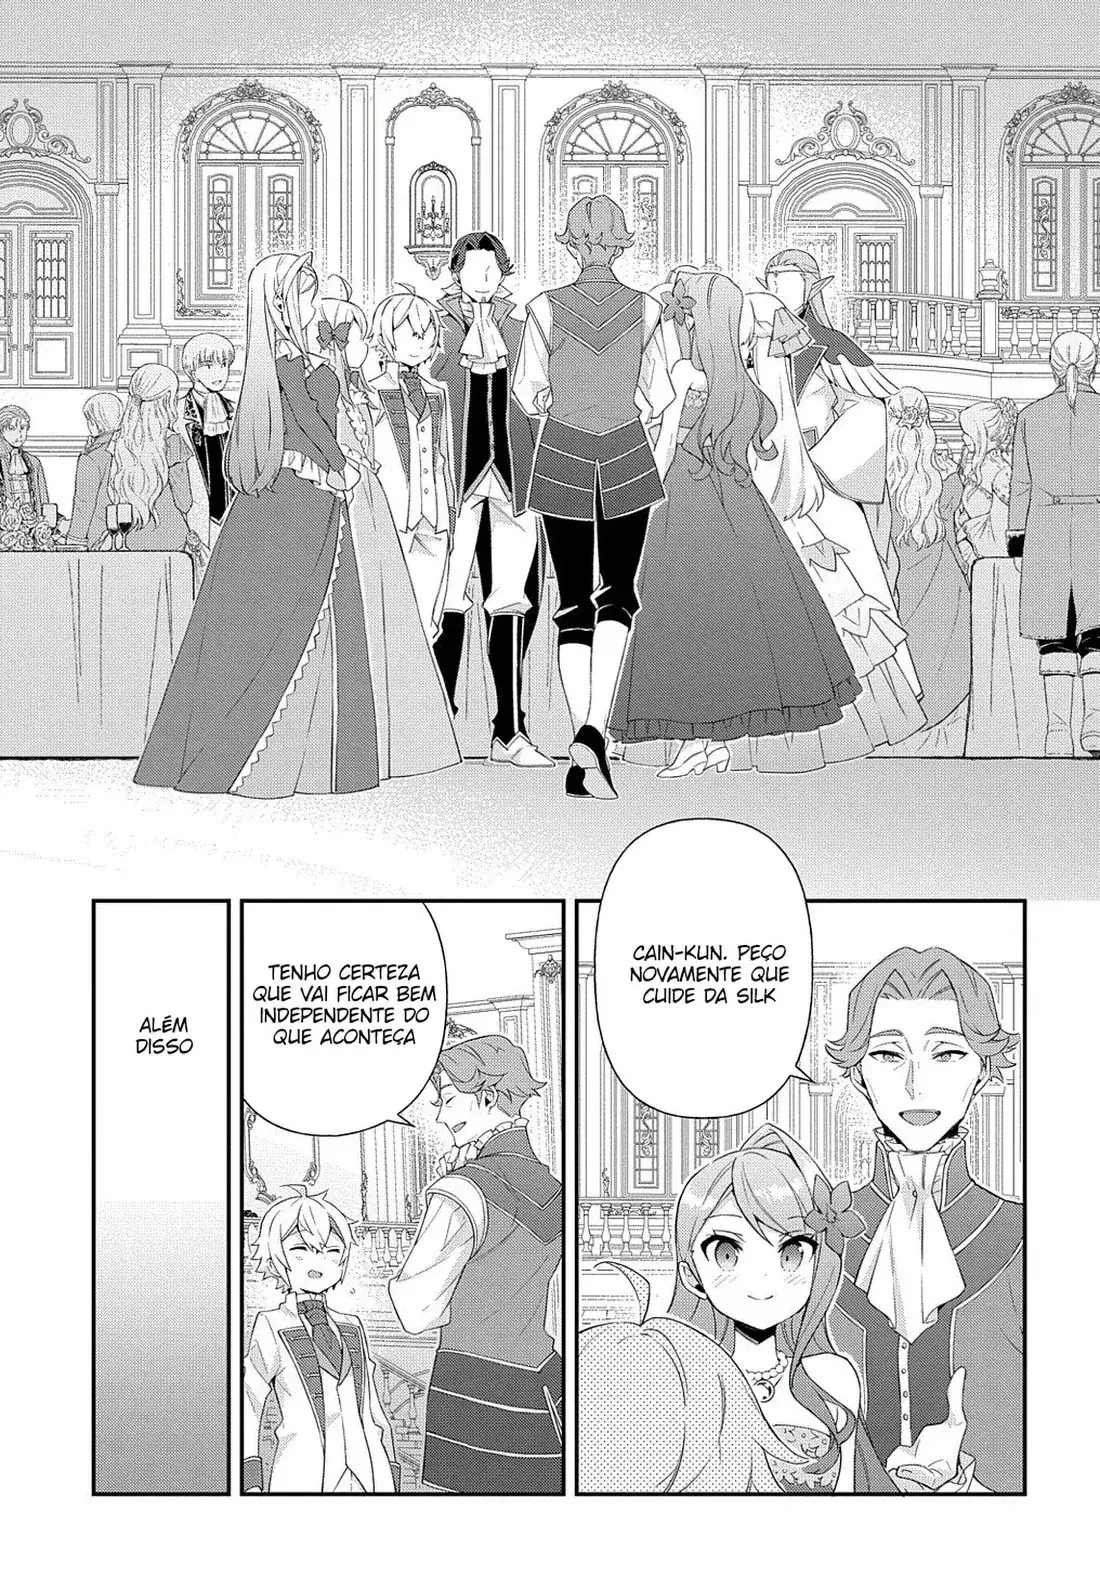 CAIN-KUN. PEÇO
NOVAMENTE QUE
CUIDE DA SILK
TENHO CERTEZA
QUE VAI FICAR BEM
INDEPENDENTE DO
QUE ACONTEÇA
ALÉM
DISSO